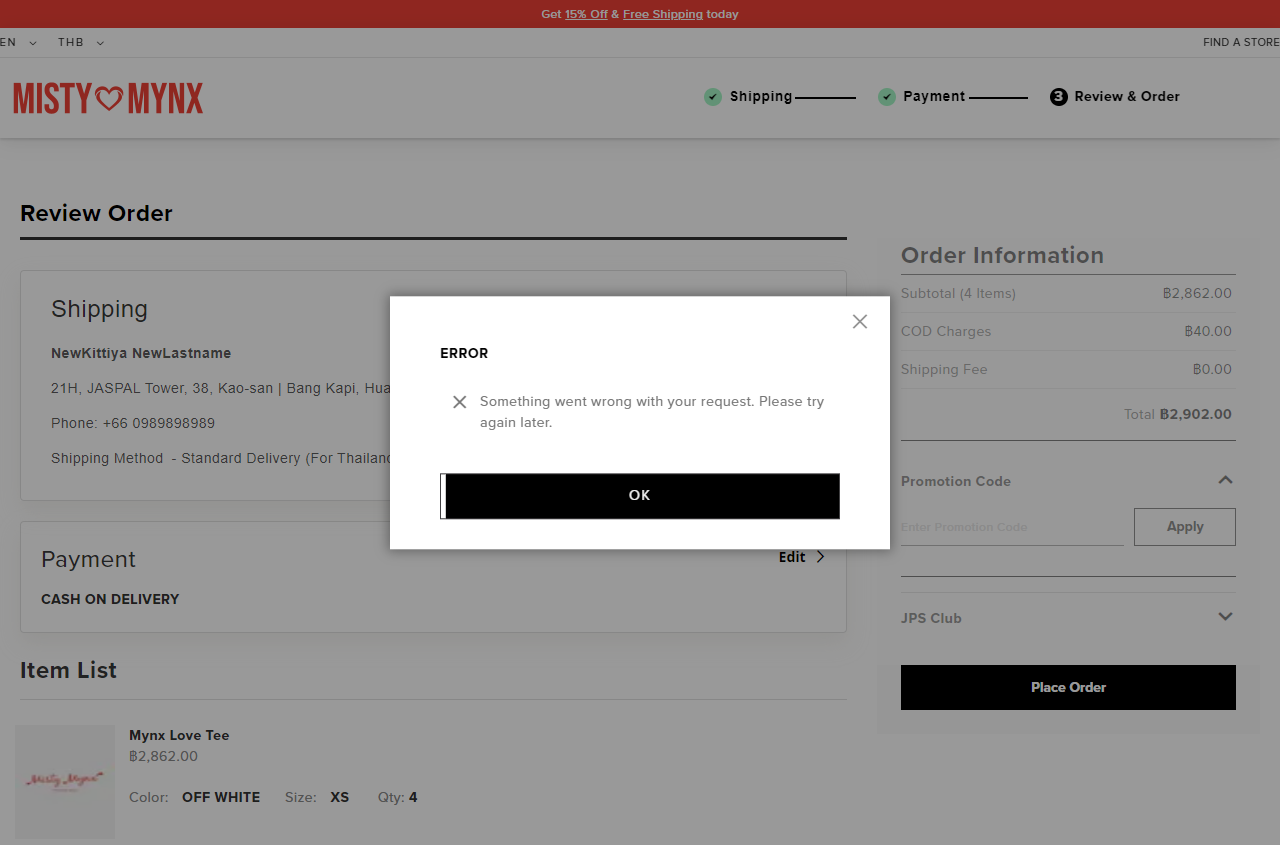 Get 15% Off & Free Shipping today
EN THB FIND A STORE
MISTY MYNX
Shipping Payment 3 Review & Order
Review Order
Shipping
NewKittiya NewLastname
21H, JASPAL Tower, 38, Kao-san | Bang Kapi, Hua
Phone: +66 0989898989
Shipping Method - Standard Delivery (For Thailand
Payment
Edit
CASH ON DELIVERY
Item List
Mynx Love Tee
฿2,862.00
Color: OFF WHITE Size: XS Qty: 4
Misty Mynx
ERROR
Something went wrong with your request. Please try
again later.
OK
Order Information
Subtotal (4 Items) ฿2,862.00
COD Charges ฿40.00
Shipping Fee ฿0.00
Total ฿2,902.00
Promotion Code
Enter Promotion Code Apply
JPS Club
Place Order